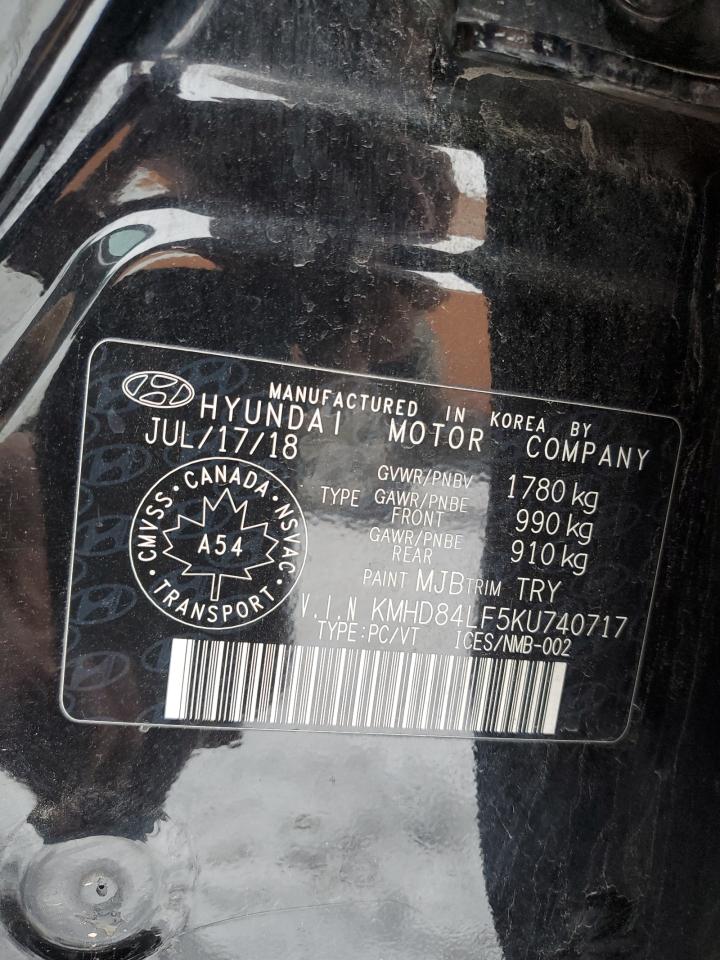 MANUFACTURED IN KOREA BY
HYUNDAI MOTOR COMPANY
JUL/17/18
CMVSS · CANADA · NSVAC · TRANSPORT ·
A54
TYPE
GVWR/PNBV 1780 kg
GAWR/PNBE FRONT 990 kg
GAWR/PNBE REAR 910 kg
PAINT MJB TRIM TRY
V.I.N KMHD84LF5KU740717
TYPE:PC/VT ICES/NMB-002